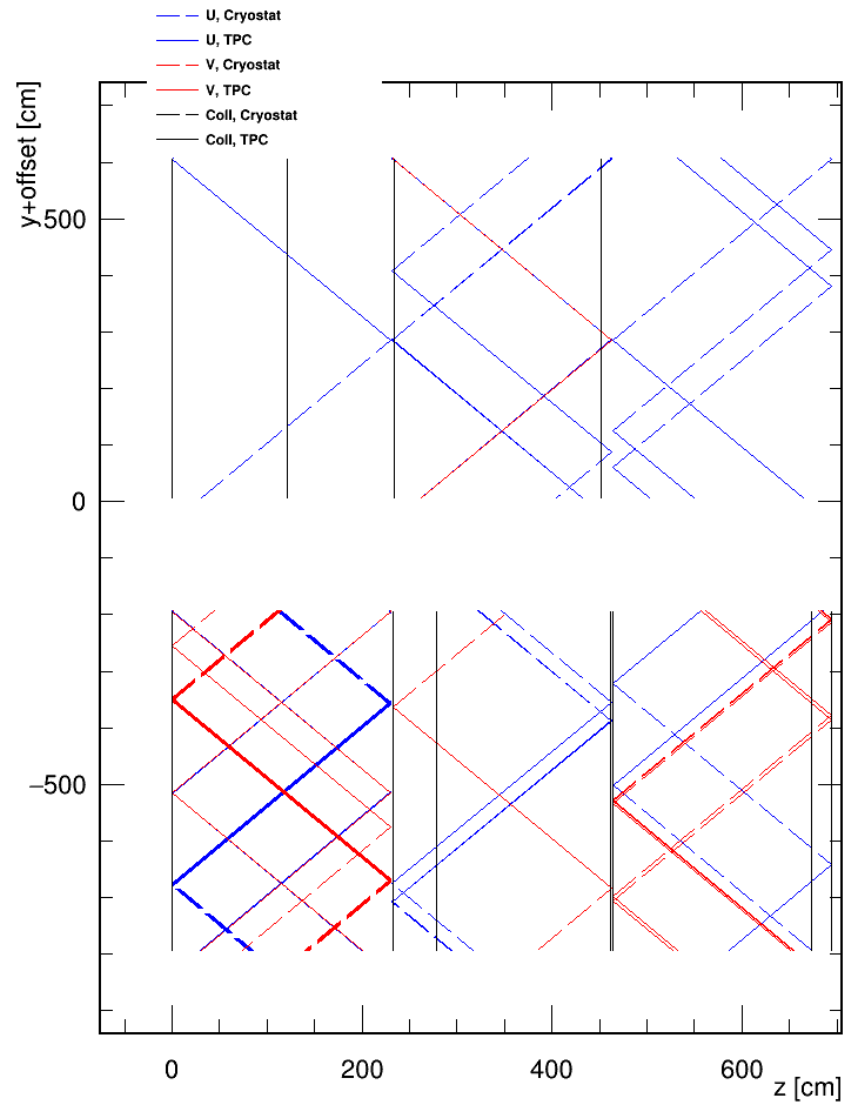 U, Cryostat
U, TPC
V, Cryostat
V, TPC
Coll, Cryostat
Coll, TPC
y+offset [cm]
500
0
−500
0
200
400
600
z [cm]